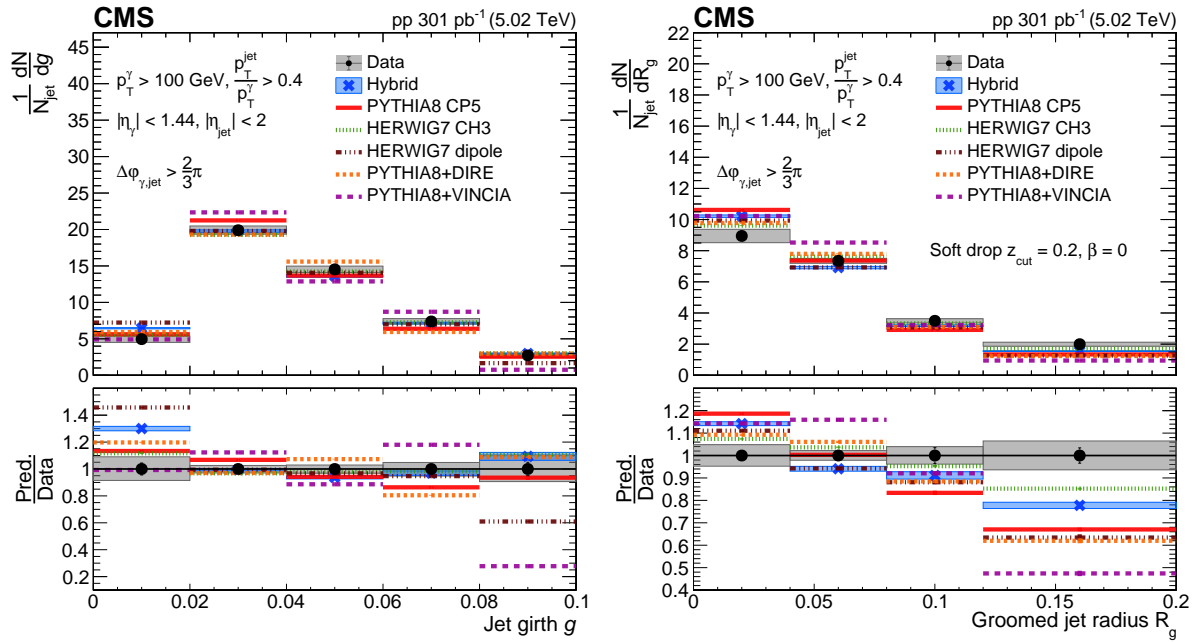 CMS
pp 301 pb⁻¹ (5.02 TeV)
1/N_jet dN/dg
45
40
35
30
25
20
15
10
5
0
p_T^γ > 100 GeV, p_T^jet/p_T^γ > 0.4
|η_γ| < 1.44, |η_jet| < 2
Δφ_γ,jet > 2/3 π
Data
Hybrid
PYTHIA8 CP5
HERWIG7 CH3
HERWIG7 dipole
PYTHIA8+DIRE
PYTHIA8+VINCIA
Pred./Data
1.4
1.2
1.0
0.8
0.6
0.4
0.2
0 0.02 0.04 0.06 0.08 0.1
Jet girth g
CMS
pp 301 pb⁻¹ (5.02 TeV)
1/N_jet dN/dR_g
22
20
18
16
14
12
10
8
6
4
2
0
p_T^γ > 100 GeV, p_T^jet/p_T^γ > 0.4
|η_γ| < 1.44, |η_jet| < 2
Δφ_γ,jet > 2/3 π
Data
Hybrid
PYTHIA8 CP5
HERWIG7 CH3
HERWIG7 dipole
PYTHIA8+DIRE
PYTHIA8+VINCIA
Soft drop z_cut = 0.2, β = 0
Pred./Data
1.2
1.1
1
0.9
0.8
0.7
0.6
0.5
0.4
0 0.05 0.1 0.15 0.2
Groomed jet radius R_g